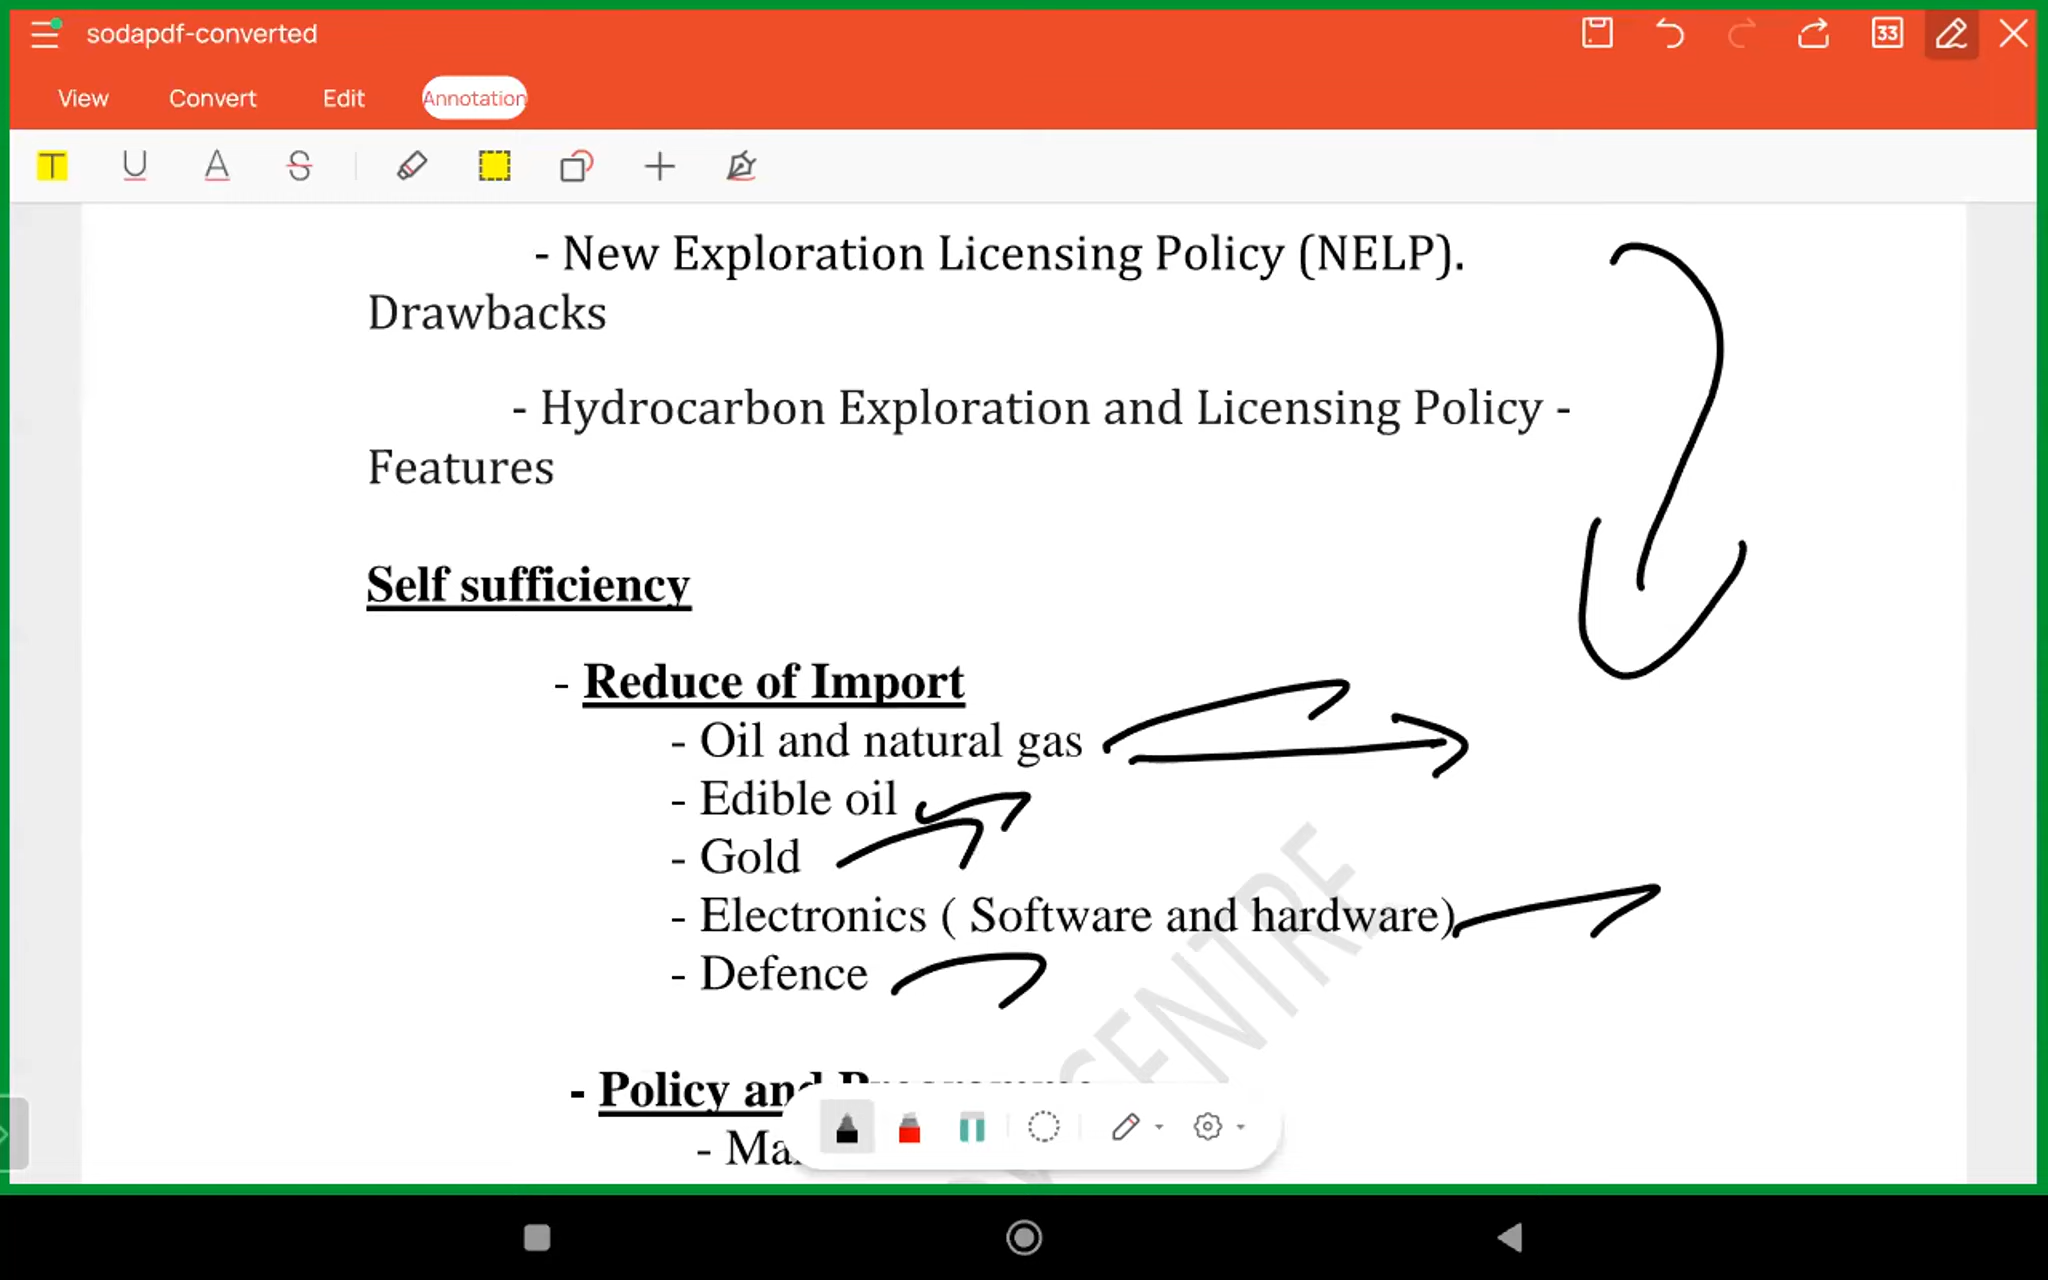 sodapdf-converted
33
View Convert Edit Annotation
T U A S
- New Exploration Licensing Policy (NELP).
Drawbacks
- Hydrocarbon Exploration and Licensing Policy -
Features
Self sufficiency
- Reduce of Import
- Oil and natural gas
- Edible oil
- Gold
- Electronics ( Software and hardware)
- Defence
CENTRE
- Policy and